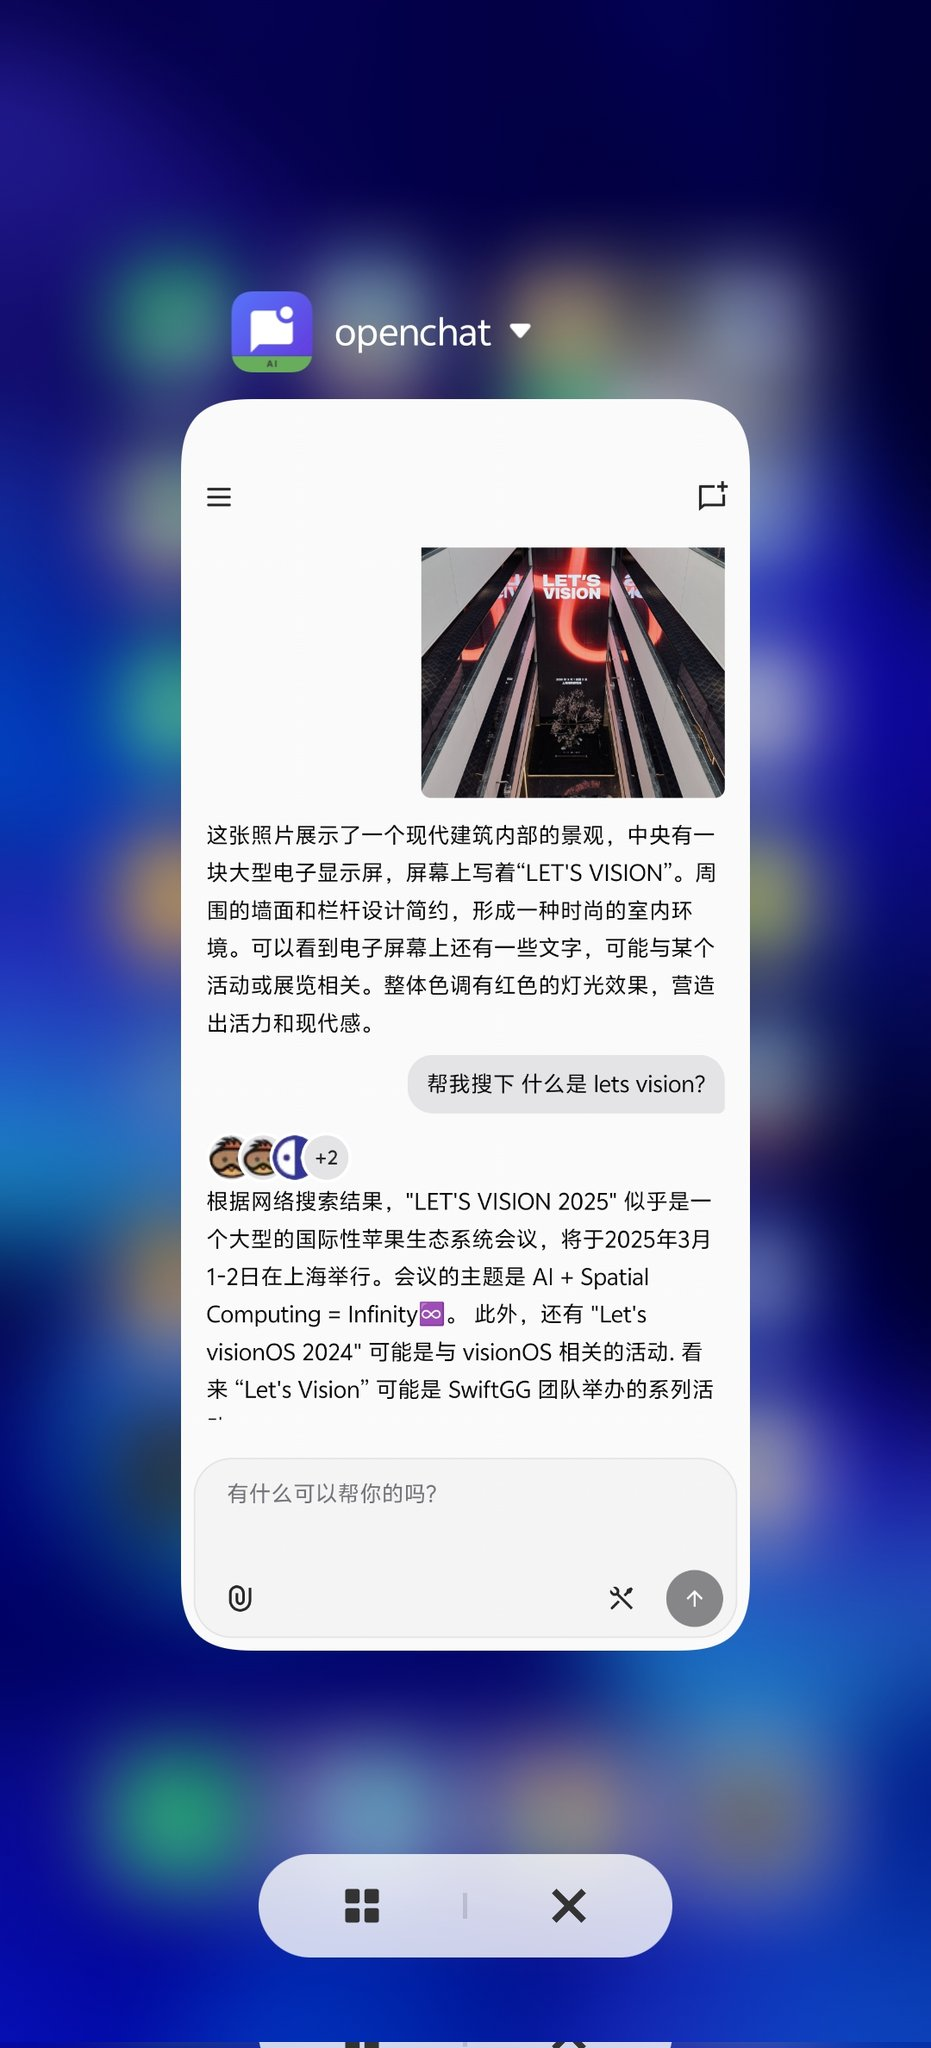 openchat
AI
LET'S
VISION
这张照片展示了一个现代建筑内部的景观，中央有一
块大型电子显示屏，屏幕上写着“LET'S VISION”。周
围的墙面和栏杆设计简约，形成一种时尚的室内环
境。可以看到电子屏幕上还有一些文字，可能与某个
活动或展览相关。整体色调有红色的灯光效果，营造
出活力和现代感。
帮我搜下 什么是 lets vision?
+2
根据网络搜索结果，"LET'S VISION 2025" 似乎是一
个大型的国际性苹果生态系统会议，将于2025年3月
1-2日在上海举行。会议的主题是 AI + Spatial
Computing = Infinity♾️。 此外，还有 "Let's
visionOS 2024" 可能是与 visionOS 相关的活动. 看
来 “Let's Vision” 可能是 SwiftGG 团队举办的系列活
有什么可以帮你的吗？